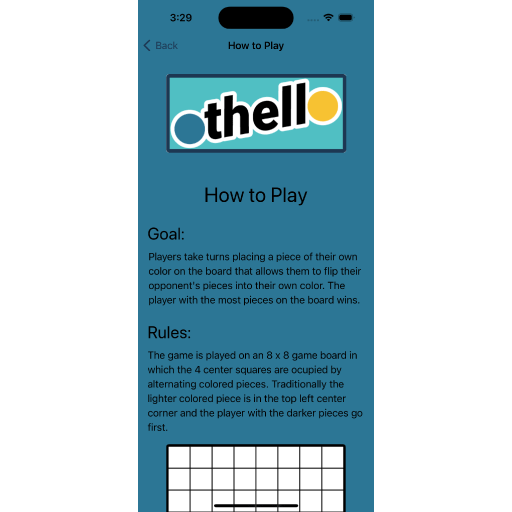 3:29
Back
How to Play
othello
How to Play
Goal:
Players take turns placing a piece of their own
color on the board that allows them to flip their
opponent's pieces into their own color. The
player with the most pieces on the board wins.
Rules:
The game is played on an 8 x 8 game board in
which the 4 center squares are ocupied by
alternating colored pieces. Traditionally the
lighter colored piece is in the top left center
corner and the player with the darker pieces go
first.